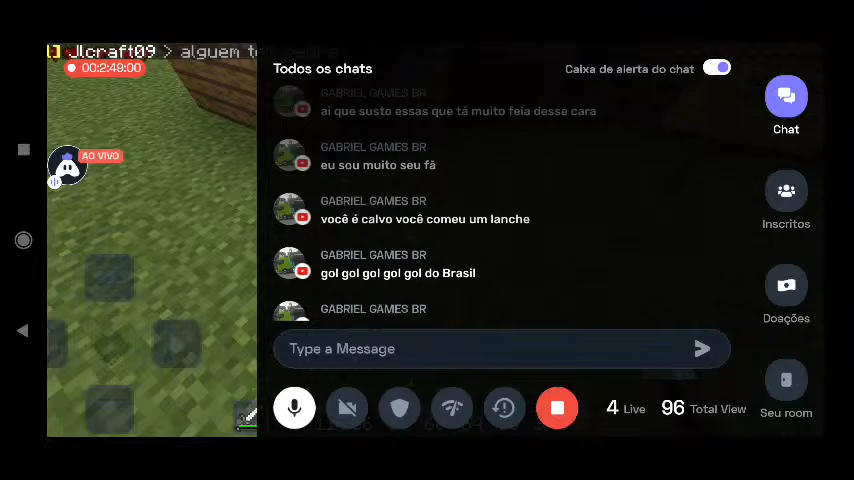 Jlcraft09 > alguem tem pedra
00:2:49:00
Todos os chats
Caixa de alerta do chat
GABRIEL GAMES BR
ai que susto essas que tá muito feia desse cara
Chat
GABRIEL GAMES BR
eu sou muito seu fã
AO VIVO
GABRIEL GAMES BR
você é calvo você comeu um lanche
Inscritos
GABRIEL GAMES BR
gol gol gol gol gol do Brasil
GABRIEL GAMES BR
Doações
Type a Message
4 Live 96 Total View
Seu room